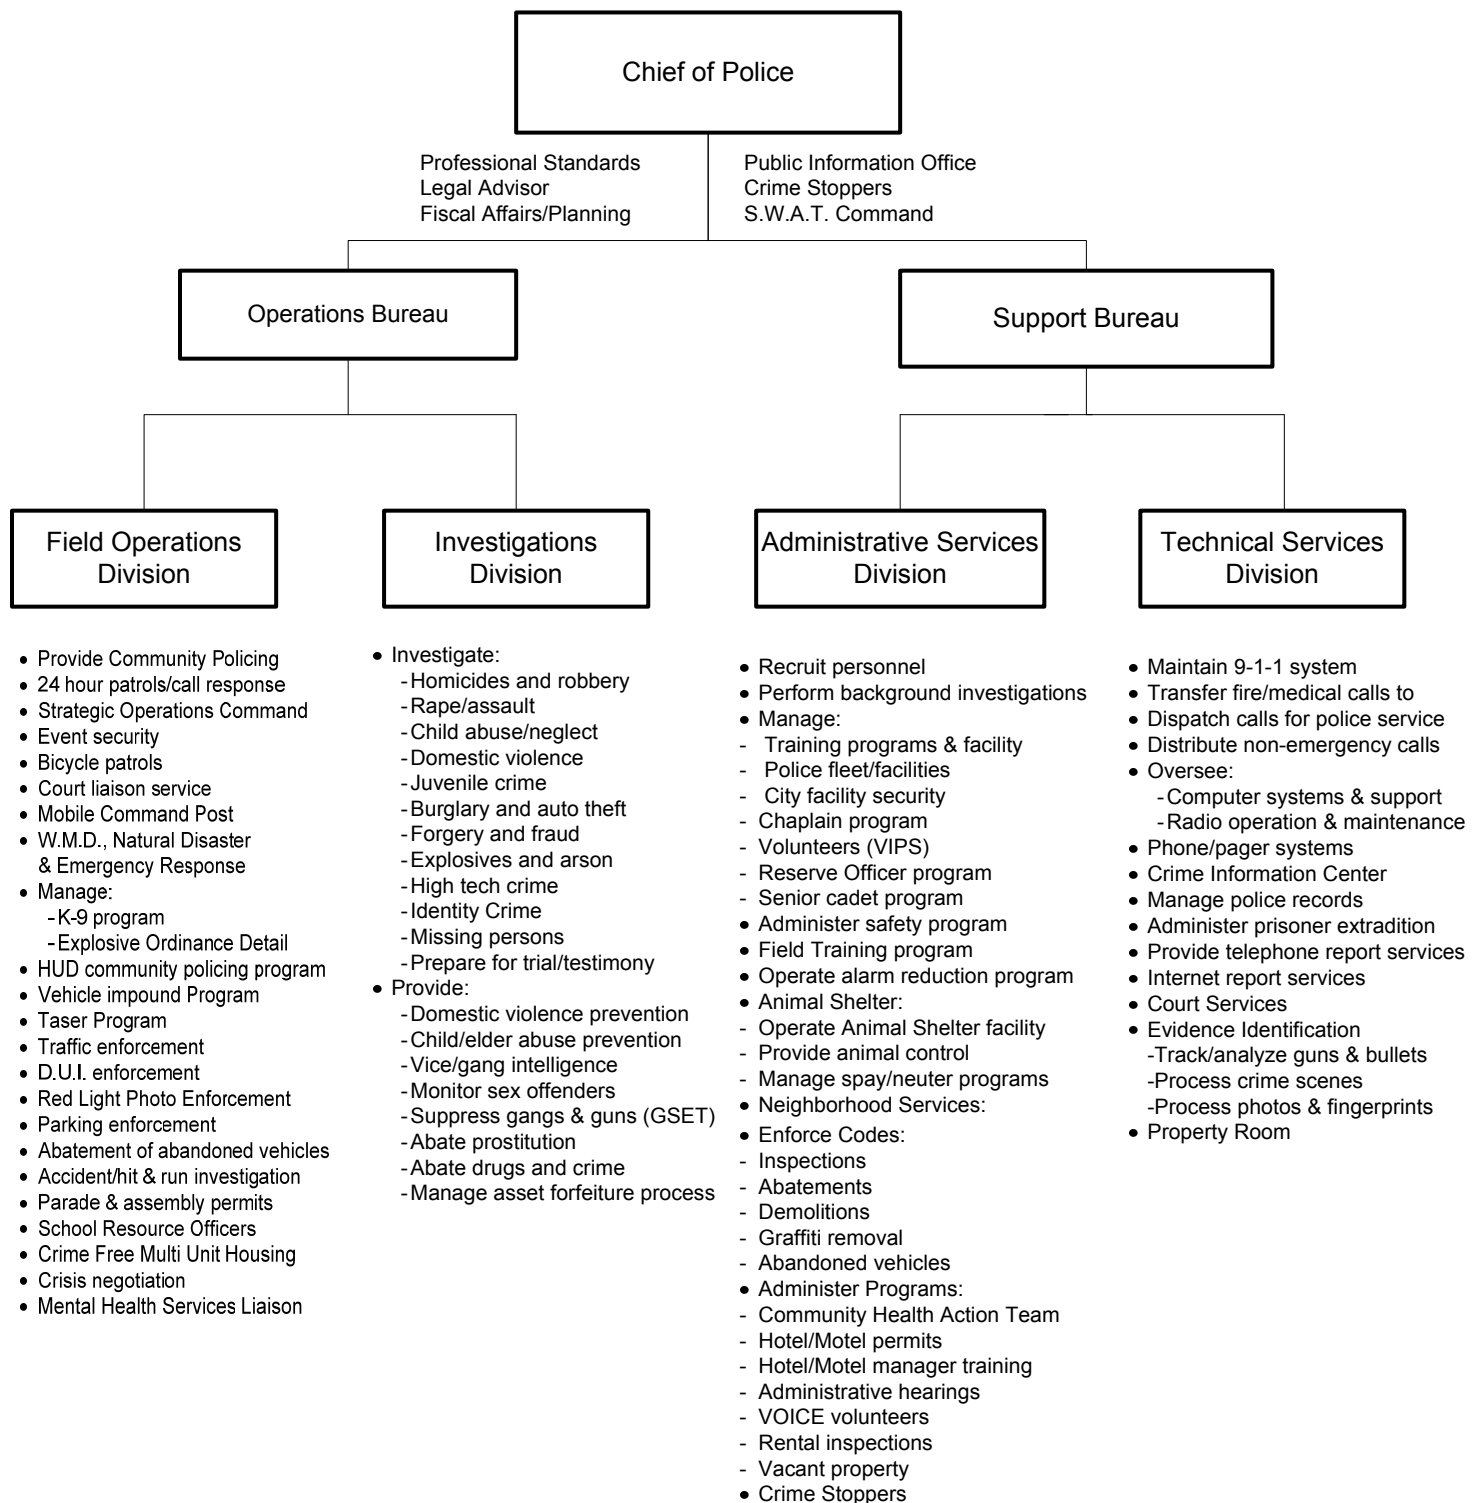 Chief of Police
Professional Standards
Legal Advisor
Fiscal Affairs/Planning
Public Information Office
Crime Stoppers
S.W.A.T. Command
Operations Bureau
Support Bureau
Field Operations
Division
• Provide Community Policing
• 24 hour patrols/call response
• Strategic Operations Command
• Event security
• Bicycle patrols
• Court liaison service
• Mobile Command Post
• W.M.D., Natural Disaster
& Emergency Response
• Manage:
-K-9 program
-Explosive Ordinance Detail
• HUD community policing program
• Vehicle impound Program
• Taser Program
• Traffic enforcement
• D.U.I. enforcement
• Red Light Photo Enforcement
• Parking enforcement
• Abatement of abandoned vehicles
• Accident/hit & run investigation
• Parade & assembly permits
• School Resource Officers
• Crime Free Multi Unit Housing
• Crisis negotiation
• Mental Health Services Liaison
Investigations
Division
• Investigate:
-Homicides and robbery
-Rape/assault
-Child abuse/neglect
-Domestic violence
-Juvenile crime
-Burglary and auto theft
-Forgery and fraud
-Explosives and arson
-High tech crime
-Identity Crime
-Missing persons
-Prepare for trial/testimony
• Provide:
-Domestic violence prevention
-Child/elder abuse prevention
-Vice/gang intelligence
-Monitor sex offenders
-Suppress gangs & guns (GSET)
-Abate prostitution
-Abate drugs and crime
-Manage asset forfeiture process
Administrative Services
Division
• Recruit personnel
• Perform background investigations
• Manage:
- Training programs & facility
- Police fleet/facilities
- City facility security
- Chaplain program
- Volunteers (VIPS)
- Reserve Officer program
- Senior cadet program
• Administer safety program
• Field Training program
• Operate alarm reduction program
• Animal Shelter:
- Operate Animal Shelter facility
- Provide animal control
- Manage spay/neuter programs
• Neighborhood Services:
• Enforce Codes:
- Inspections
- Abatements
- Demolitions
- Graffiti removal
- Abandoned vehicles
• Administer Programs:
- Community Health Action Team
- Hotel/Motel permits
- Hotel/Motel manager training
- Administrative hearings
- VOICE volunteers
- Rental inspections
- Vacant property
• Crime Stoppers
Technical Services
Division
• Maintain 9-1-1 system
• Transfer fire/medical calls to
• Dispatch calls for police service
• Distribute non-emergency calls
• Oversee:
-Computer systems & support
-Radio operation & maintenance
• Phone/pager systems
• Crime Information Center
• Manage police records
• Administer prisoner extradition
• Provide telephone report services
• Internet report services
• Court Services
• Evidence Identification
-Track/analyze guns & bullets
-Process crime scenes
-Process photos & fingerprints
• Property Room